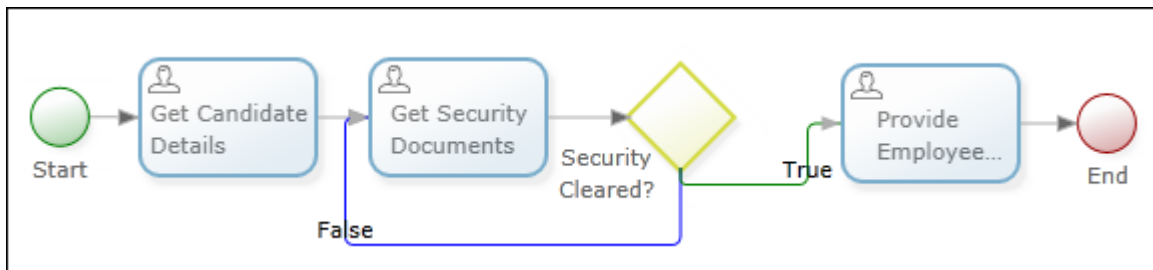 Start
Get Candidate
Details
Get Security
Documents
Security
Cleared?
False
True
Provide
Employee...
End